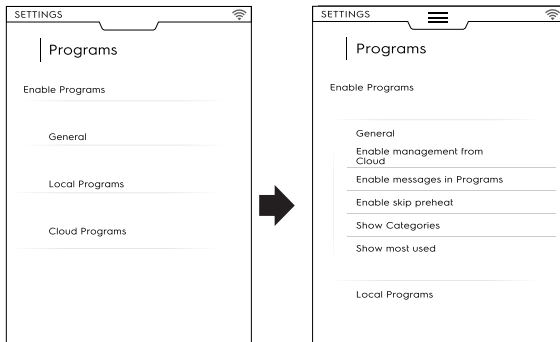 SETTINGS
Programs
Enable Programs
General
Local Programs
Cloud Programs
SETTINGS
Programs
Enable Programs
General
Enable management from
Cloud
Enable messages in Programs
Enable skip preheat
Show Categories
Show most used
Local Programs